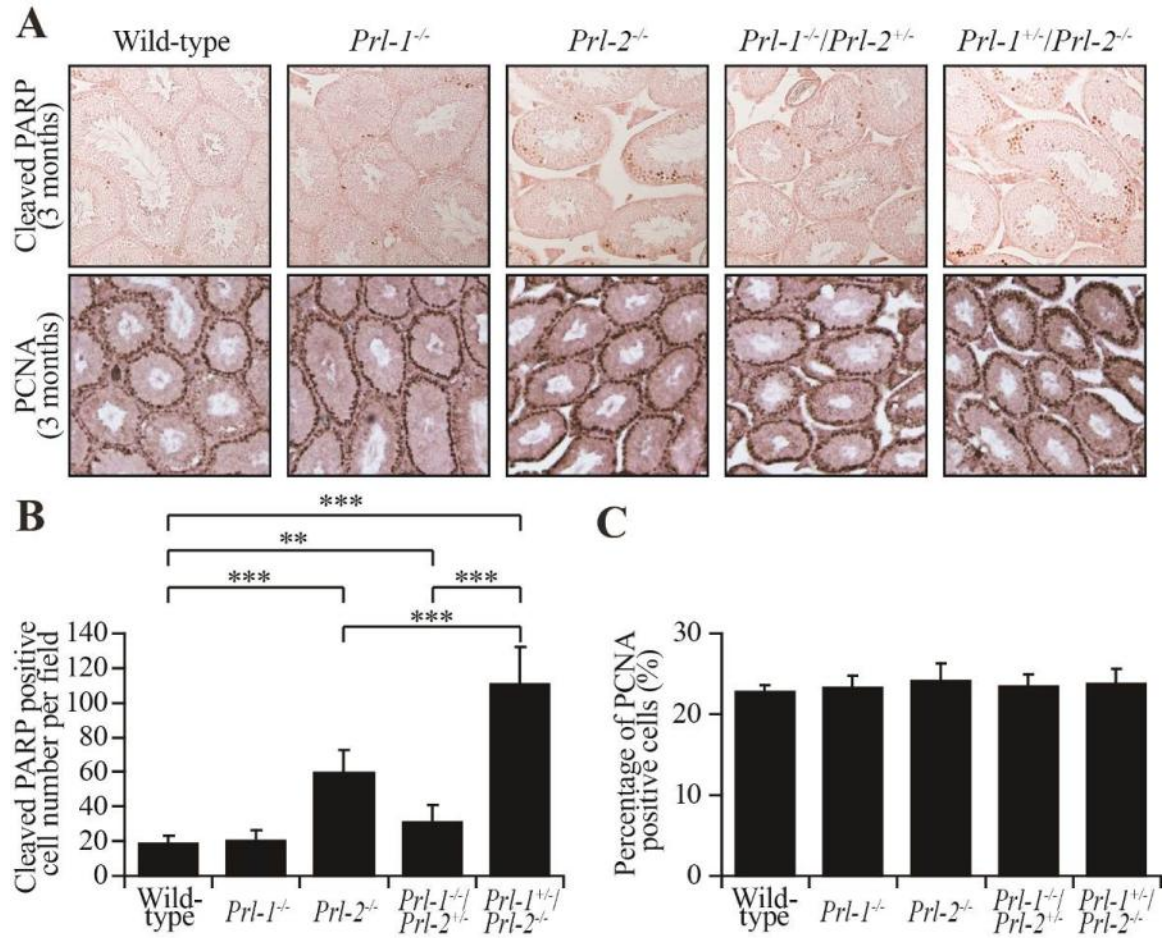 A
Wild-type
Prl-1-/-
Prl-2-/-
Prl-1-/-/Prl-2+/-
Prl-1+/-/Prl-2-/-
Cleaved PARP
(3 months)
PCNA
(3 months)
B
***
**
***
***
***
Cleaved PARP positive
cell number per field
140
120
100
80
60
40
20
0
Wild-
type
Prl-1-/-
Prl-2-/-
Prl-1-/-/
Prl-2+/-
Prl-1+/-/
Prl-2-/-
C
Percentage of PCNA
positive cells (%)
30
20
10
0
Wild-
type
Prl-1-/-
Prl-2-/-
Prl-1-/-/
Prl-2+/-
Prl-1+/-/
Prl-2-/-